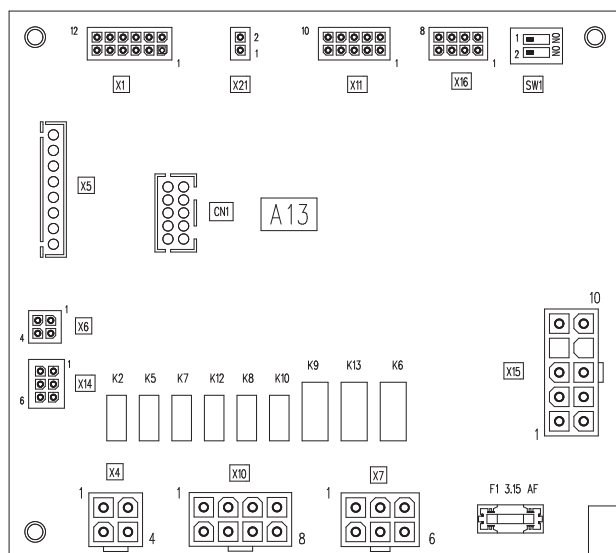 12 2 10 8 1 ON
1 1 1 1 2 ON
X1 X21 X11 X16 SW1
X5
CN1 A13
1 10
4 X6
1
6 X14 X15
K2 K5 K7 K12 K8 K10 K9 K13 K6
1
X4 X10 X7
F1 3.15 AF
1 1 1
4 8 6